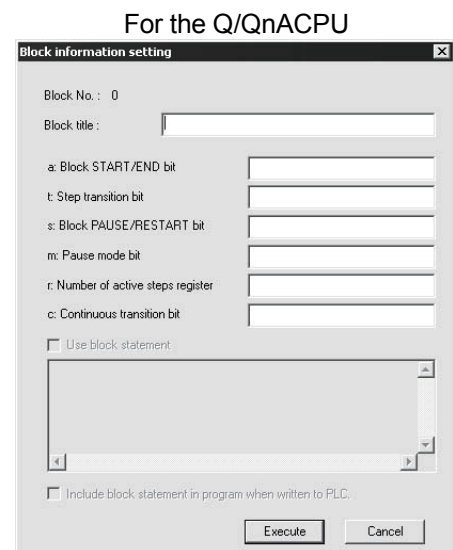 For the Q/QnACPU
Block information setting
Block No. : 0
Block title :
a: Block START/END bit
t: Step transition bit
s: Block PAUSE/RESTART bit
m: Pause mode bit
r: Number of active steps register
c: Continuous transition bit
Use block statement
Include block statement in program when written to PLC.
Execute Cancel